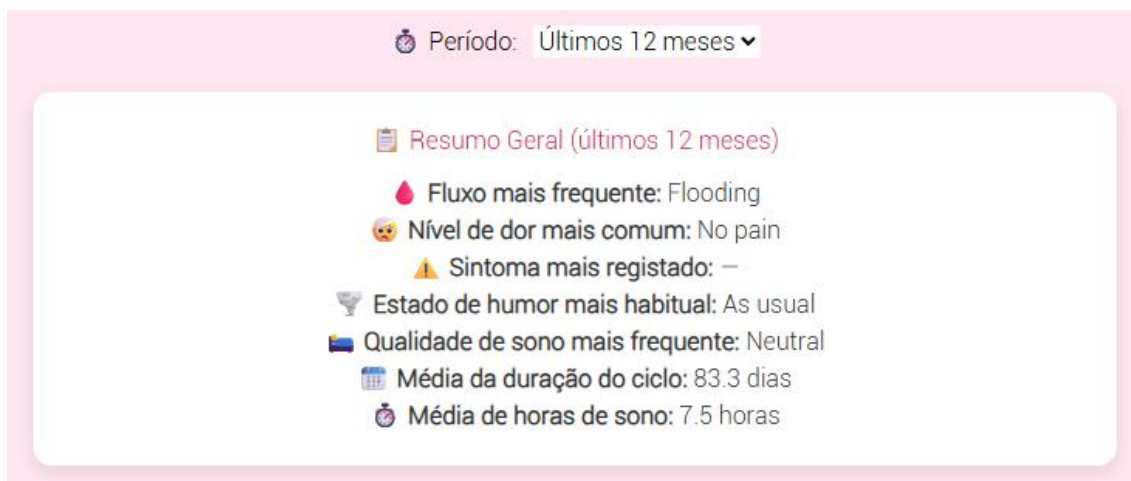 Período: Últimos 12 meses
Resumo Geral (últimos 12 meses)
Fluxo mais frequente: Flooding
Nível de dor mais comum: No pain
Sintoma mais registado: —
Estado de humor mais habitual: As usual
Qualidade de sono mais frequente: Neutral
Média da duração do ciclo: 83.3 dias
Média de horas de sono: 7.5 horas